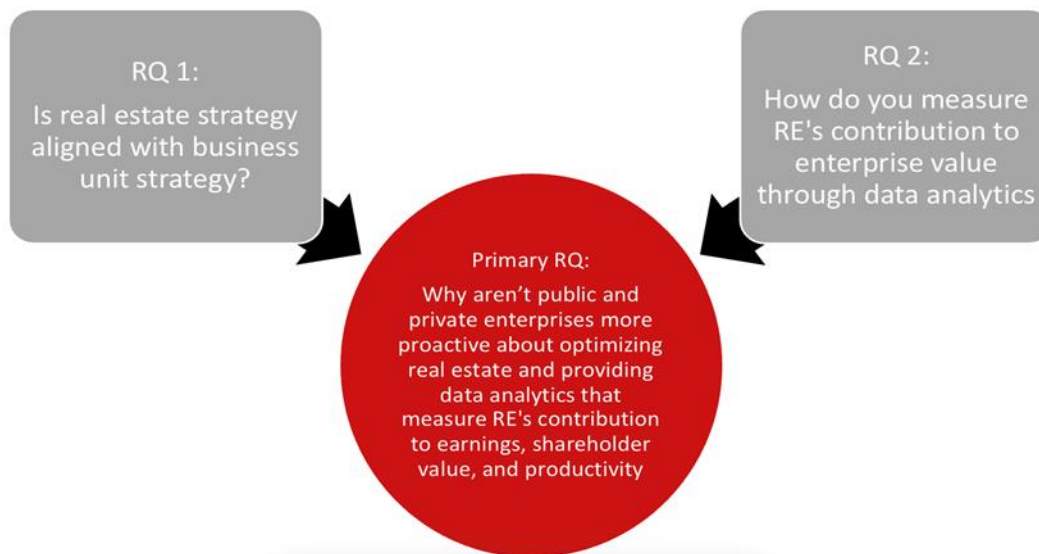 RQ 1:
Is real estate strategy
aligned with business
unit strategy?
RQ 2:
How do you measure
RE's contribution to
enterprise value
through data analytics
Primary RQ:
Why aren’t public and
private enterprises more
proactive about optimizing
real estate and providing
data analytics that
measure RE's contribution
to earnings, shareholder
value, and productivity